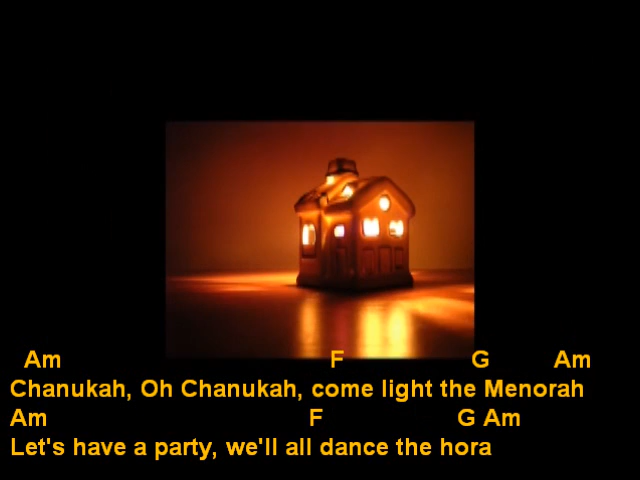 Am F G Am
Chanukah, Oh Chanukah, come light the Menorah
Am F G Am
Let's have a party, we'll all dance the hora